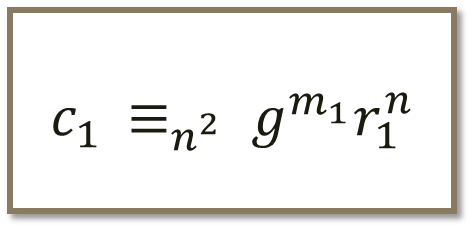 c₁ ≡ₙ² g^m₁ r₁ⁿ